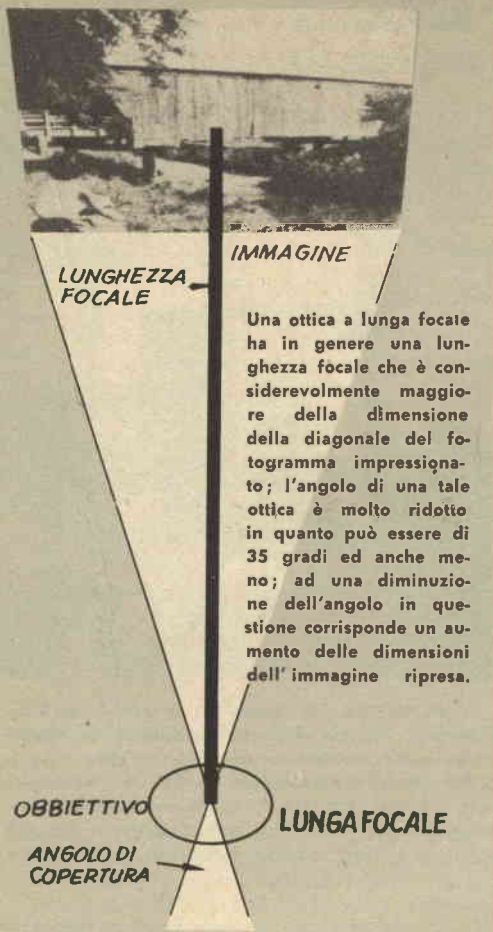 IMMAGINE
LUNGHEZZA
FOCALE
Una ottica a lunga focale
ha in genere una lun-
ghezza focale che è con-
siderevolmente maggio-
re della dimensione
della diagonale del fo-
togramma impressiona-
to; l'angolo di una tale
ottica è molto ridotto
in quanto può essere di
35 gradi ed anche me-
no; ad una diminuzio-
ne dell'angolo in que-
stione corrisponde un au-
mento delle dimensioni
dell' immagine ripresa.
OBBIETTIVO
LUNGA FOCALE
ANGOLO DI
COPERTURA